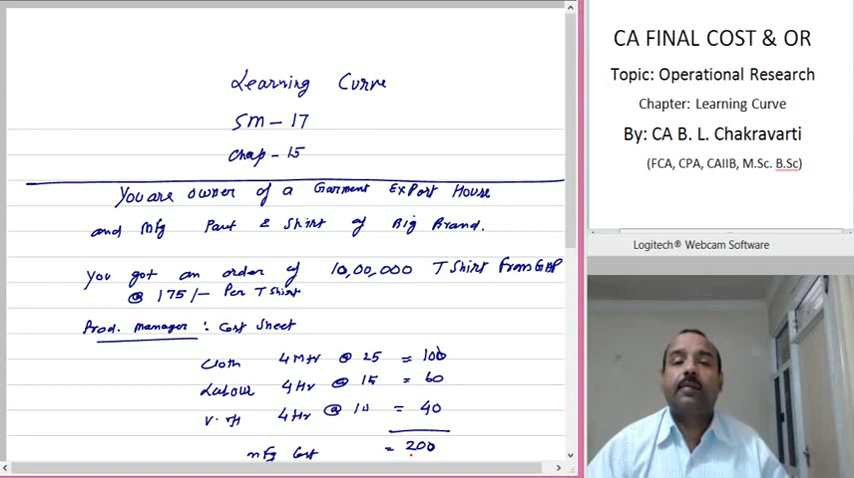 Learning Curve
SM - 17
Chap - 15
You are owner of a Garment Export House
and Mfg Pant & Shirt of Big Brand.
You got an order of 10,00,000 T Shirt From GAP
@ 175/- Per T Shirt
Prod. Manager : Cost Sheet
Cloth 4 Mtr @ 25 = 100
Labour 4 Hr @ 15 = 60
V. OH 4 Hr @ 10 = 40
Mfg Cost = 200
CA FINAL COST & OR
Topic: Operational Research
Chapter: Learning Curve
By: CA B. L. Chakravarti
(FCA, CPA, CAIIB, M.Sc. B.Sc)
Logitech® Webcam Software